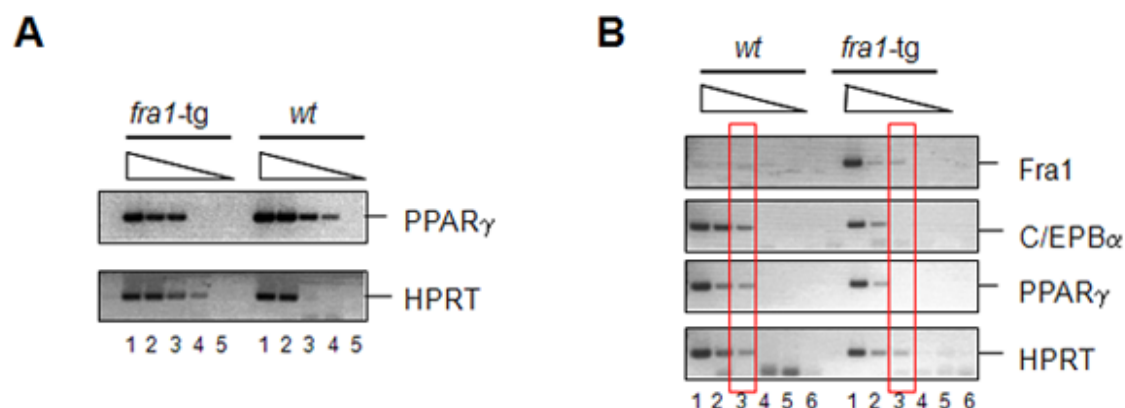 A
fra1-tg wt
PPARγ
HPRT
1 2 3 4 5 1 2 3 4 5
B
wt fra1-tg
Fra1
C/EPBα
PPARγ
HPRT
1 2 3 4 5 6 1 2 3 4 5 6